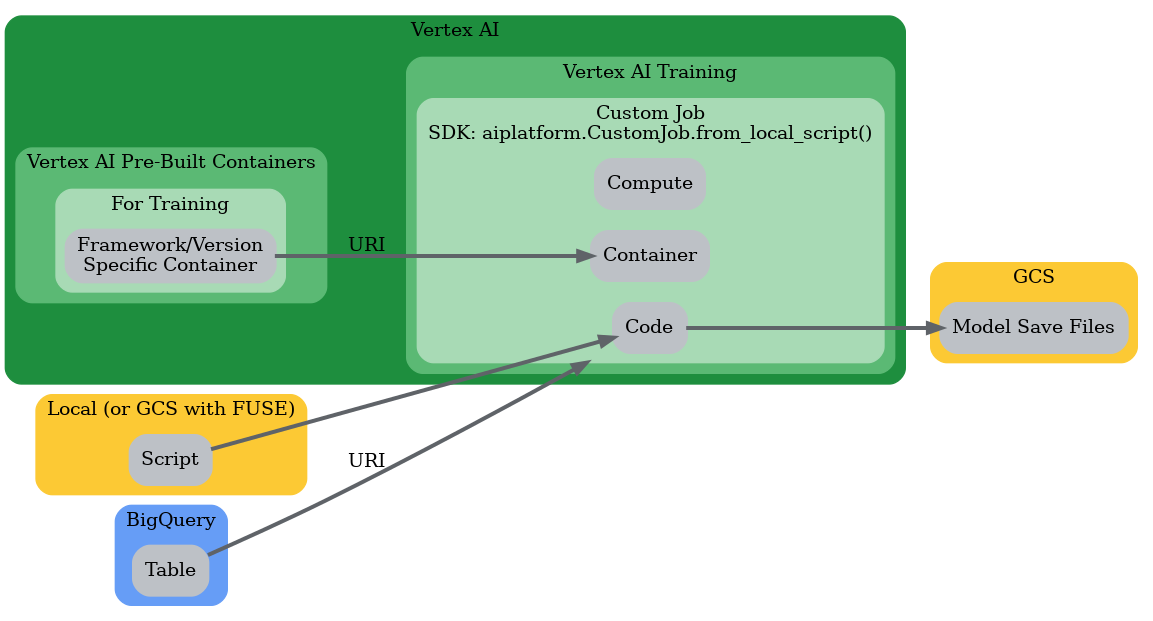 Vertex AI
Vertex AI Training
Custom Job
SDK: aiplatform.CustomJob.from_local_script()
Compute
Vertex AI Pre-Built Containers
For Training
Framework/Version
Specific Container
URI
Container
Code
GCS
Model Save Files
Local (or GCS with FUSE)
Script
URI
BigQuery
Table